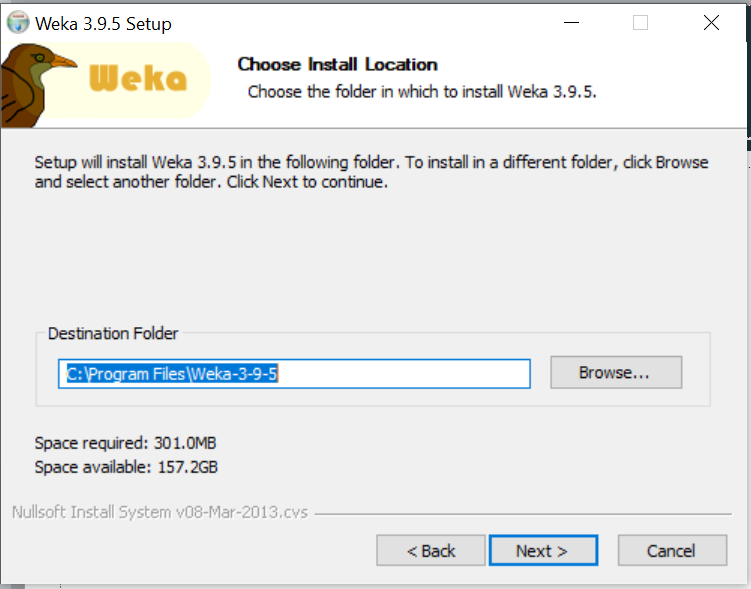 Weka 3.9.5 Setup
Weka
Choose Install Location
Choose the folder in which to install Weka 3.9.5.
Setup will install Weka 3.9.5 in the following folder. To install in a different folder, click Browse
and select another folder. Click Next to continue.
Destination Folder
C:\Program Files\Weka-3-9-5
Browse...
Space required: 301.0MB
Space available: 157.2GB
Nullsoft Install System v08-Mar-2013.cvs
< Back
Next >
Cancel